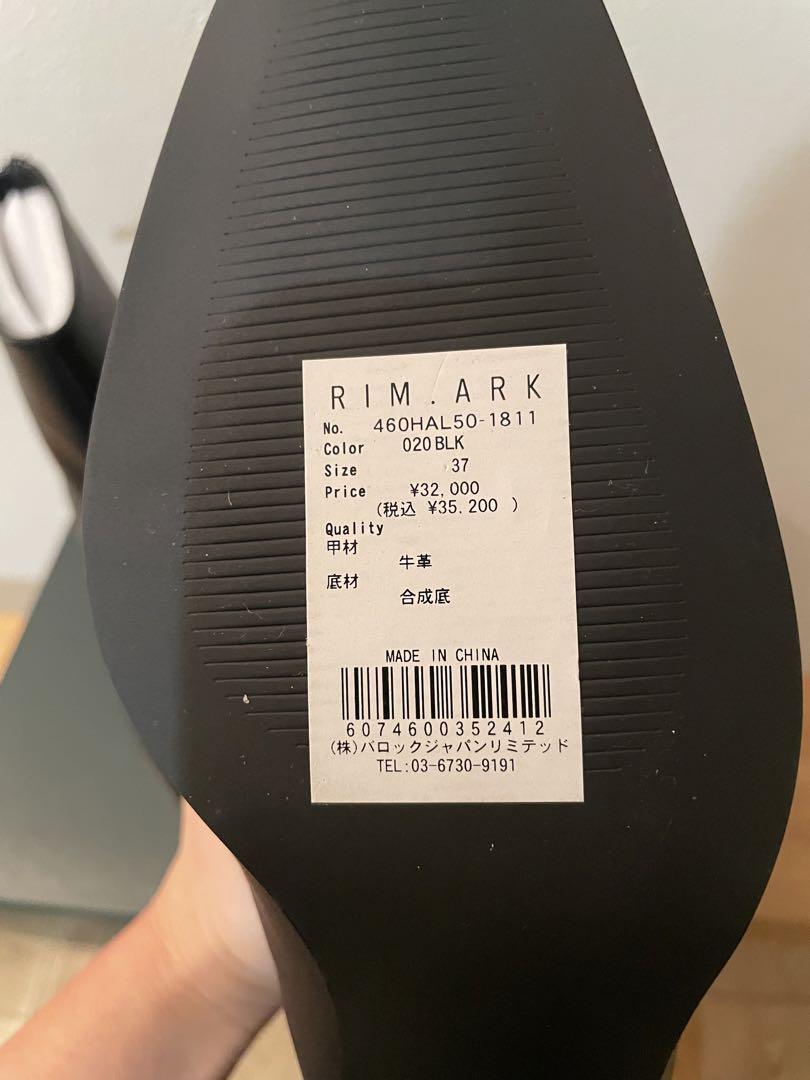 RIM.ARK
No. 460HAL50-1811
Color 020BLK
Size 37
Price ¥32,000
(税込 ¥35.200 )
Quality
甲材
牛革
底材
合成底
MADE IN CHINA
6074600352412
(株)バロックジャパンリミテッド
TEL:03-6730-9191